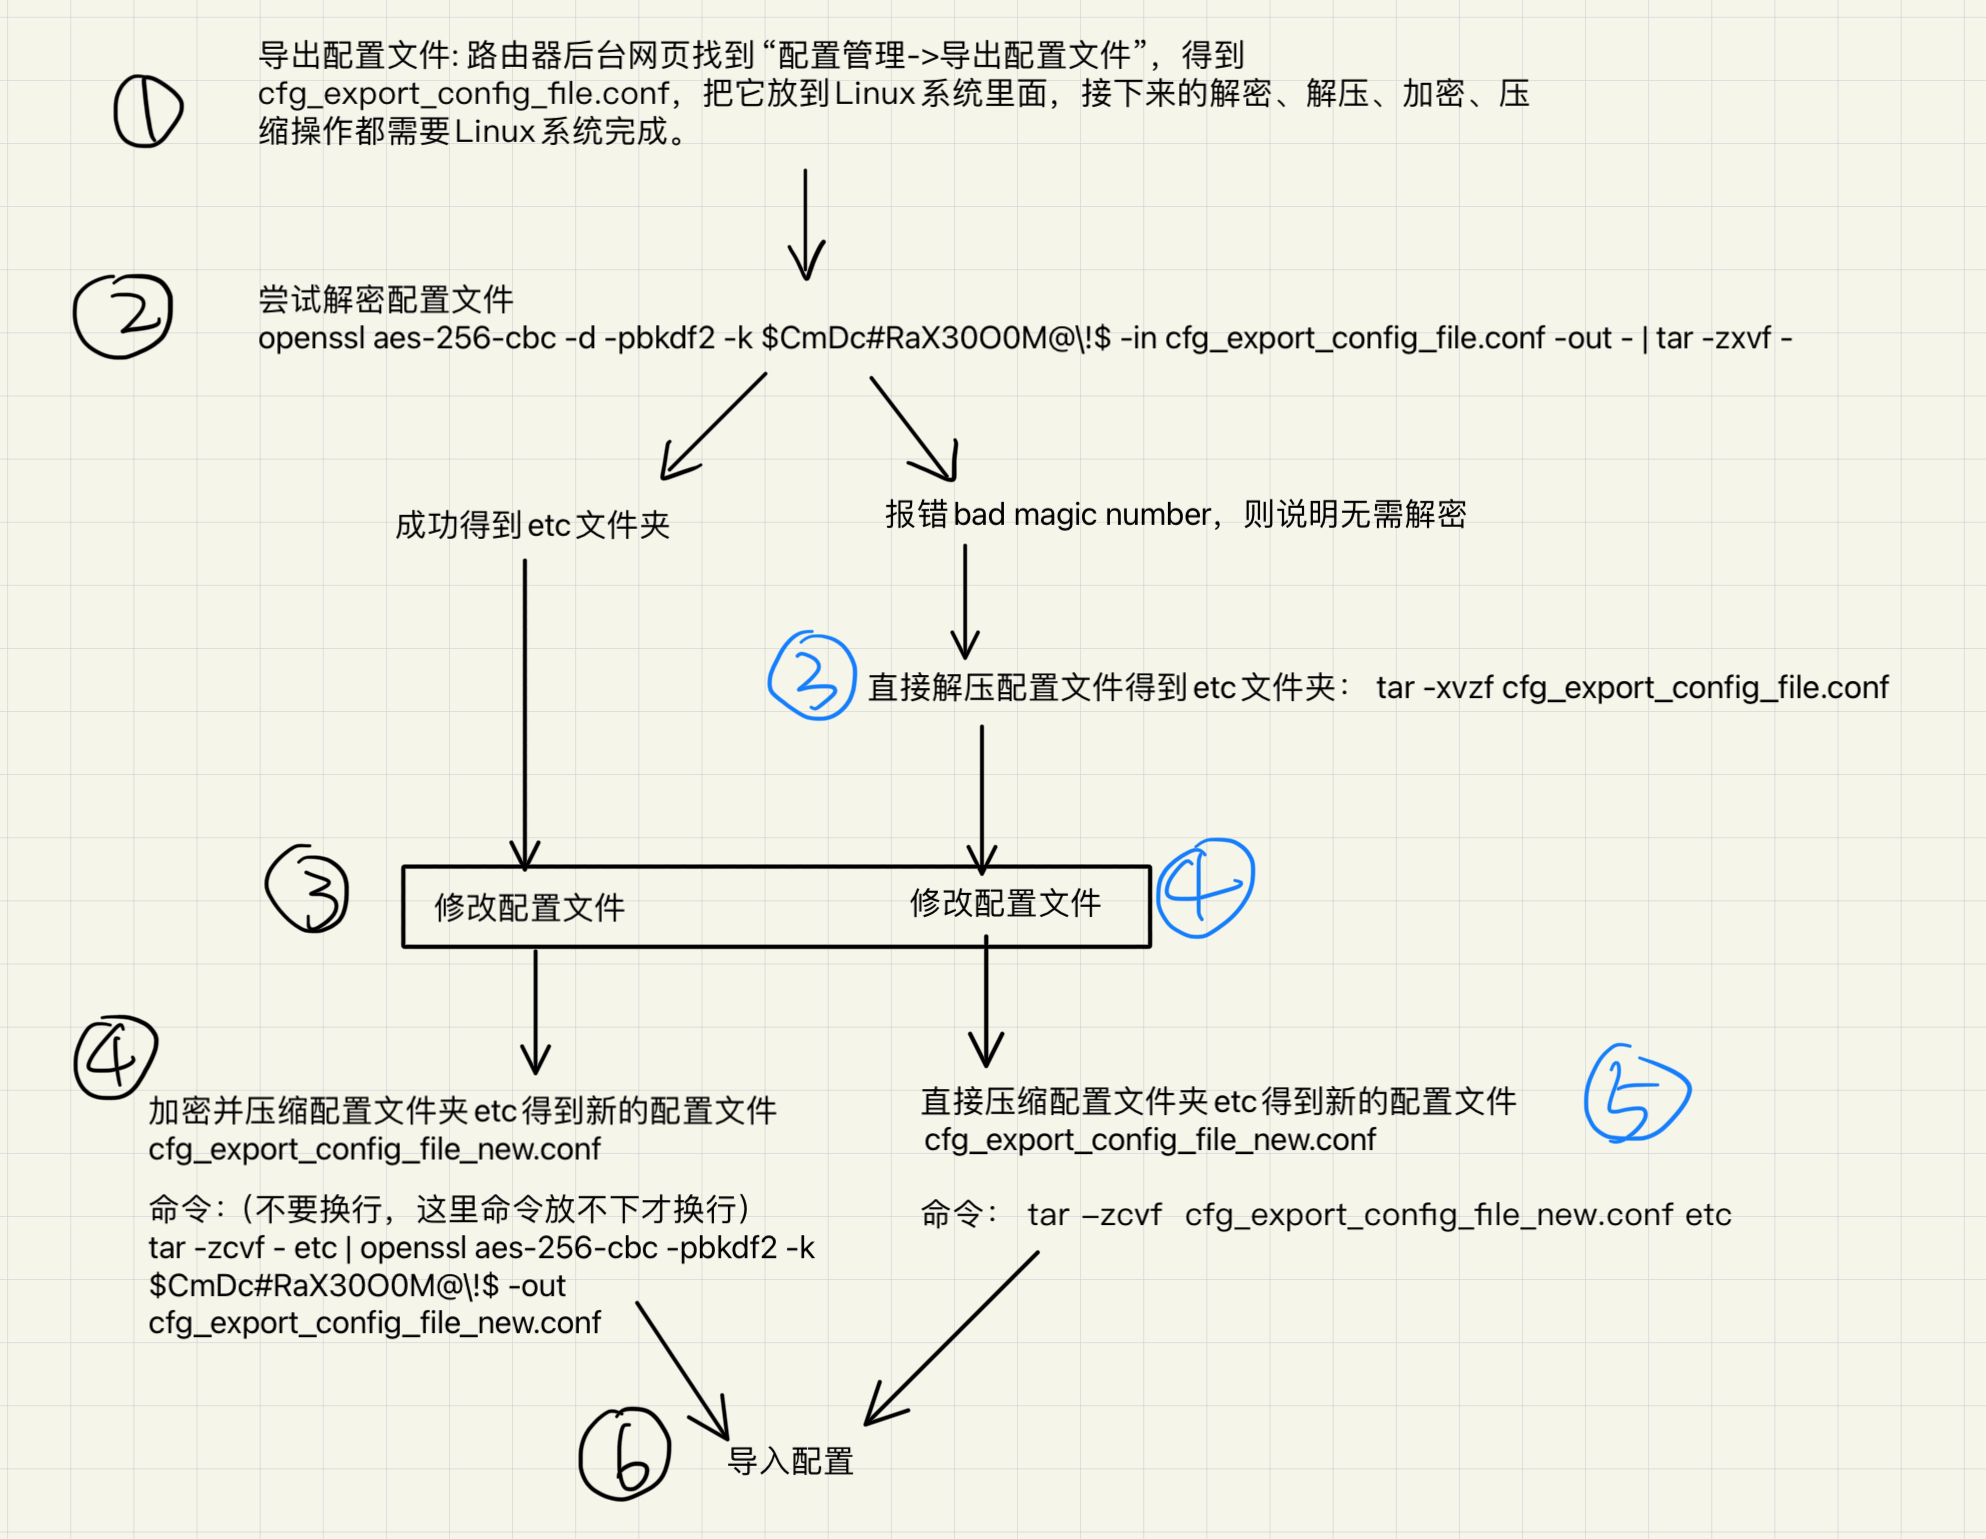 ①
导出配置文件: 路由器后台网页找到 “配置管理->导出配置文件”，得到
cfg_export_config_file.conf，把它放到Linux系统里面，接下来的解密、解压、加密、压
缩操作都需要Linux系统完成。
②
尝试解密配置文件
openssl aes-256-cbc -d -pbkdf2 -k $CmDc#RaX30O0M@\!$ -in cfg_export_config_file.conf -out - | tar -zxvf -
成功得到etc文件夹
报错bad magic number，则说明无需解密
③
直接解压配置文件得到etc文件夹： tar -xvzf cfg_export_config_file.conf
③
修改配置文件
修改配置文件
④
④
加密并压缩配置文件夹etc得到新的配置文件
cfg_export_config_file_new.conf
命令：（不要换行，这里命令放不下才换行）
tar -zcvf - etc | openssl aes-256-cbc -pbkdf2 -k
$CmDc#RaX30O0M@\!$ -out
cfg_export_config_file_new.conf
直接压缩配置文件夹etc得到新的配置文件
cfg_export_config_file_new.conf
⑤
命令： tar –zcvf cfg_export_config_file_new.conf etc
⑥
导入配置